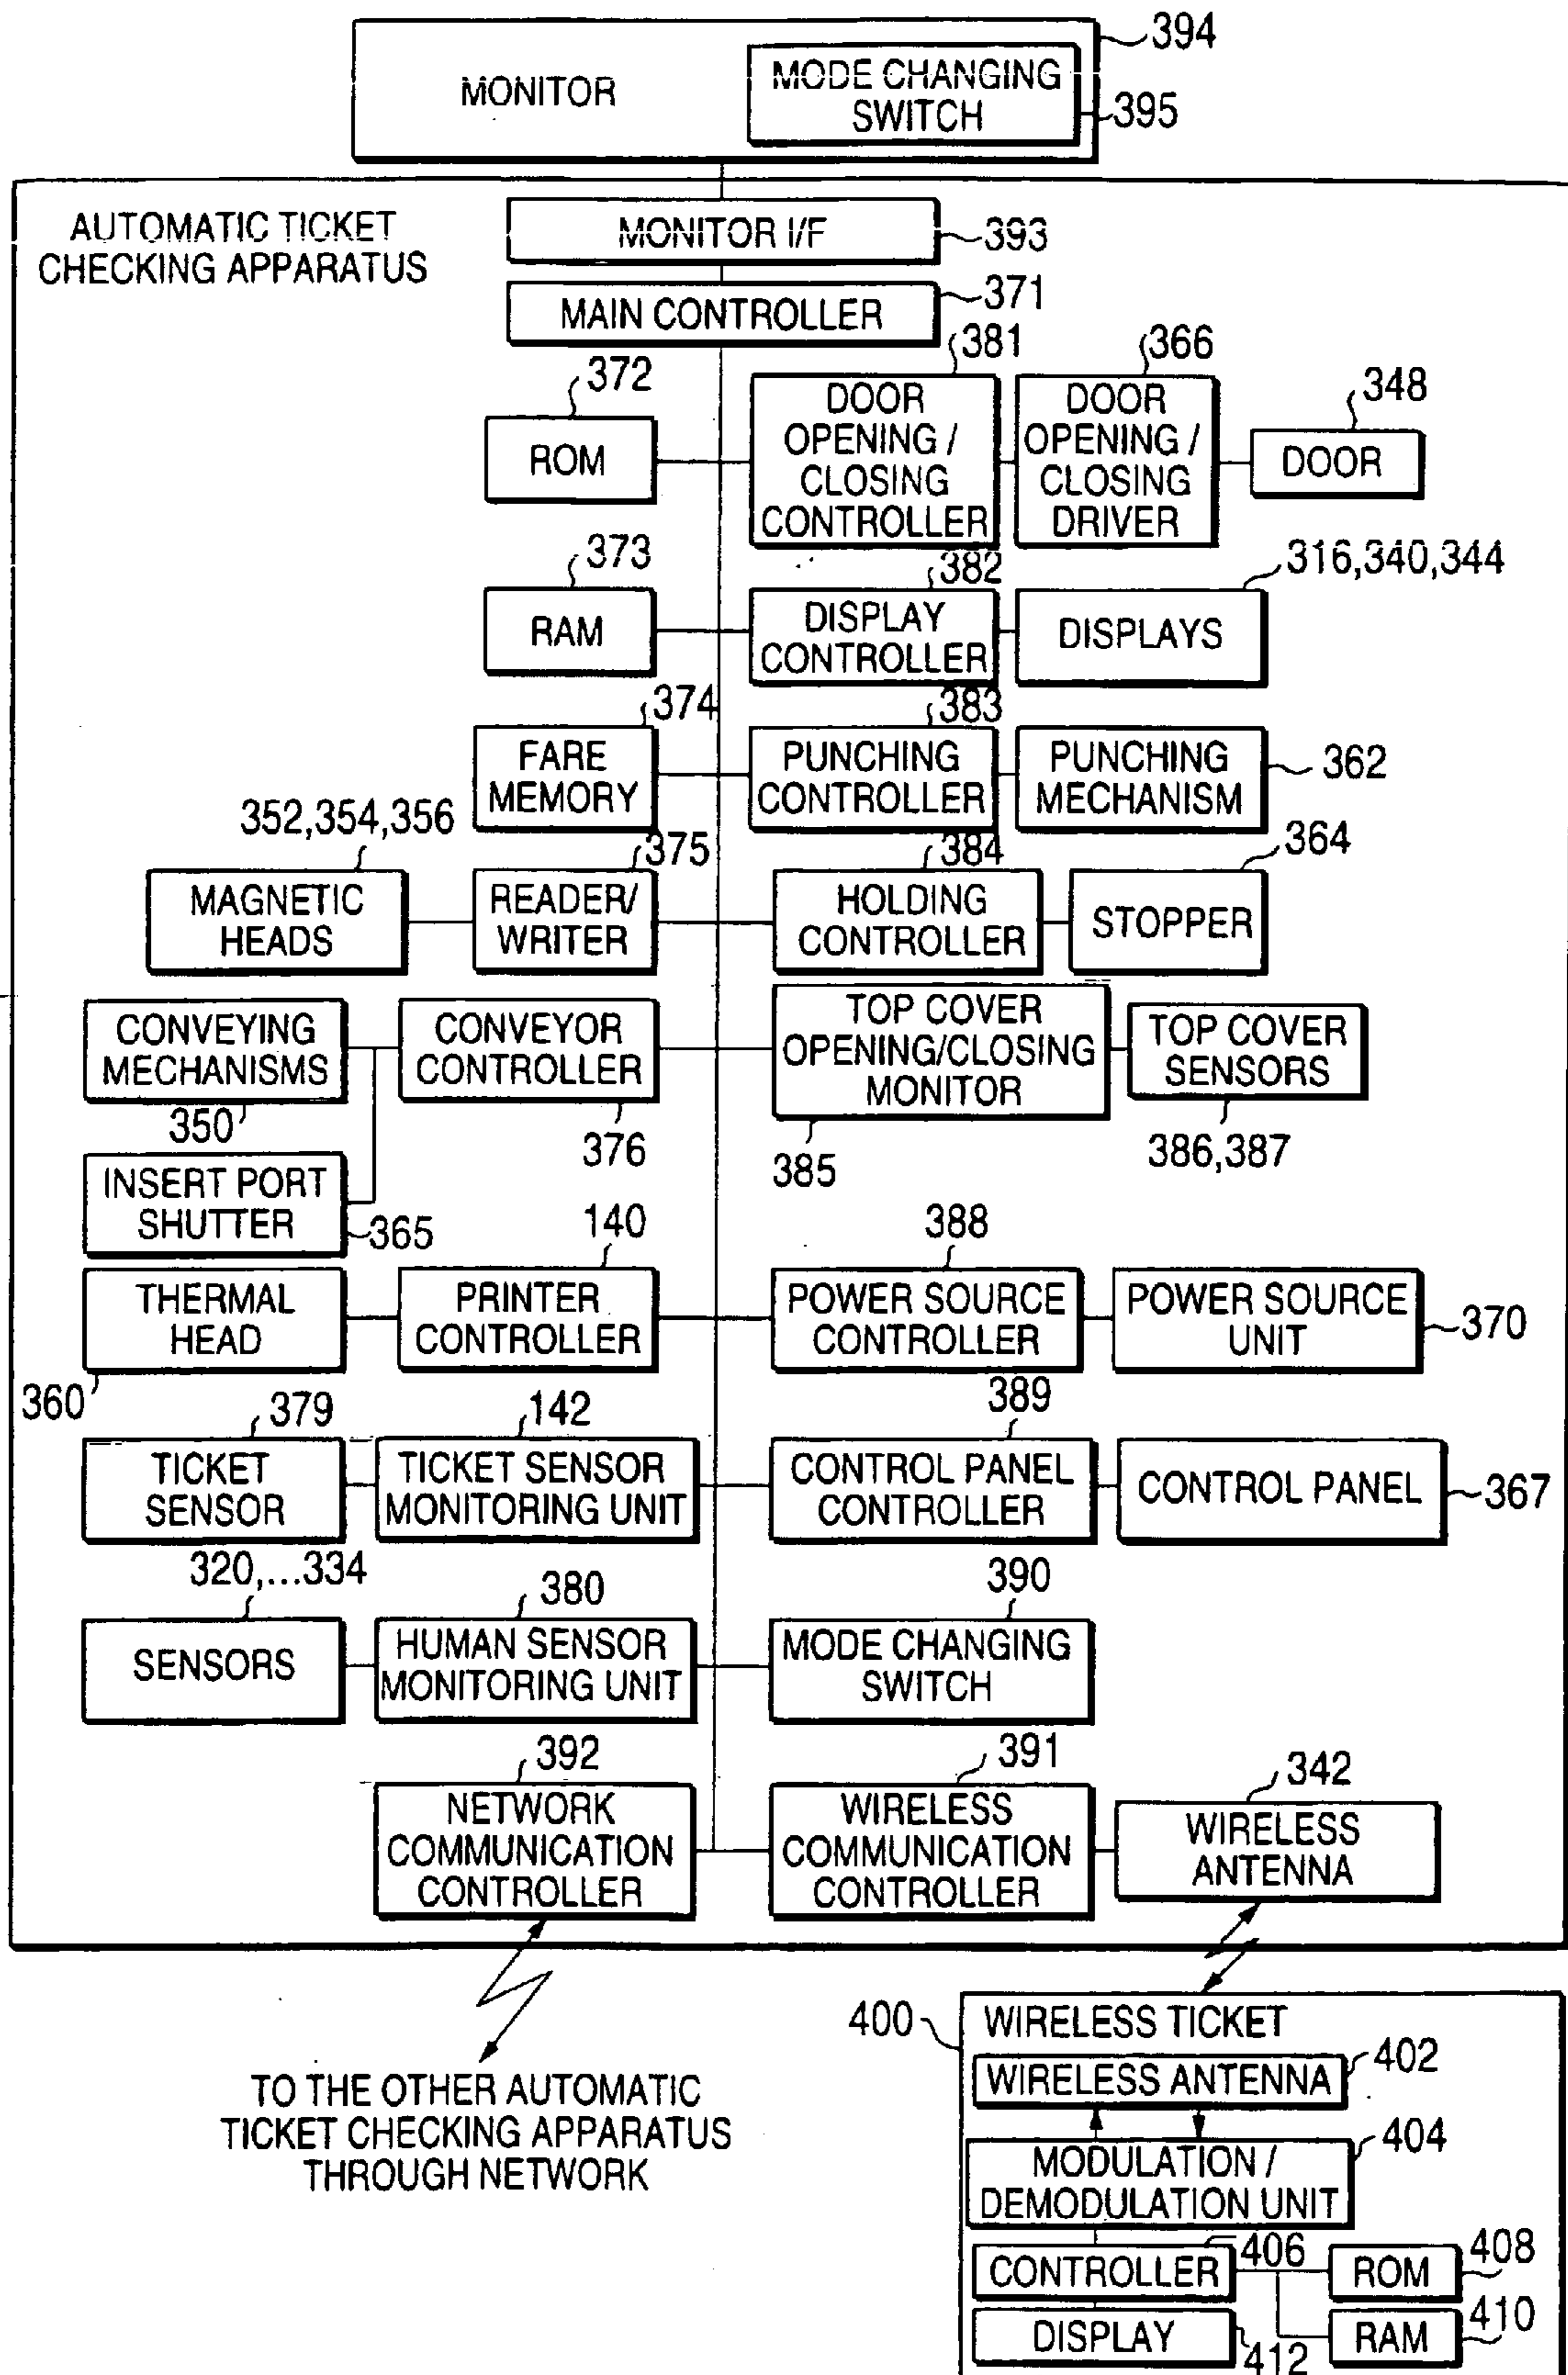 394
MONITOR
MODE CHANGING
SWITCH
395
AUTOMATIC TICKET
CHECKING APPARATUS
MONITOR I/F
393
MAIN CONTROLLER
371
372
ROM
381
DOOR
OPENING /
CLOSING
CONTROLLER
366
DOOR
OPENING /
CLOSING
DRIVER
348
DOOR
373
RAM
382
DISPLAY
CONTROLLER
316,340,344
DISPLAYS
374
FARE
MEMORY
383
PUNCHING
CONTROLLER
PUNCHING
MECHANISM
362
352,354,356
MAGNETIC
HEADS
375
READER/
WRITER
384
HOLDING
CONTROLLER
364
STOPPER
CONVEYING
MECHANISMS
350
CONVEYOR
CONTROLLER
376
TOP COVER
OPENING/CLOSING
MONITOR
385
TOP COVER
SENSORS
386,387
INSERT PORT
SHUTTER
365
THERMAL
HEAD
360
140
PRINTER
CONTROLLER
388
POWER SOURCE
CONTROLLER
POWER SOURCE
UNIT
370
379
TICKET
SENSOR
142
TICKET SENSOR
MONITORING UNIT
389
CONTROL PANEL
CONTROLLER
CONTROL PANEL
367
320,...334
SENSORS
380
HUMAN SENSOR
MONITORING UNIT
390
MODE CHANGING
SWITCH
392
NETWORK
COMMUNICATION
CONTROLLER
391
WIRELESS
COMMUNICATION
CONTROLLER
342
WIRELESS
ANTENNA
TO THE OTHER AUTOMATIC
TICKET CHECKING APPARATUS
THROUGH NETWORK
400
WIRELESS TICKET
WIRELESS ANTENNA
402
MODULATION /
DEMODULATION UNIT
404
CONTROLLER
406
ROM
408
DISPLAY
412
RAM
410